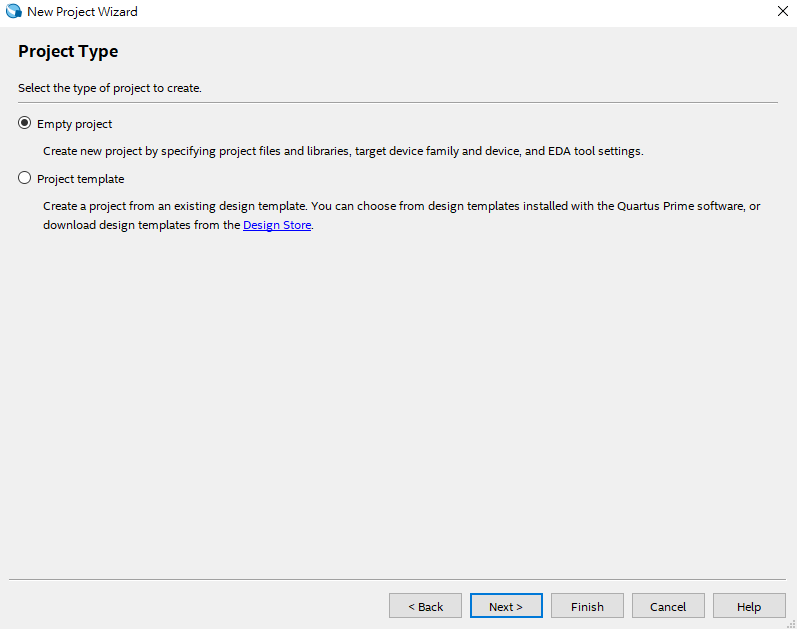 New Project Wizard
Project Type
Select the type of project to create.
Empty project
Create new project by specifying project files and libraries, target device family and device, and EDA tool settings.
Project template
Create a project from an existing design template. You can choose from design templates installed with the Quartus Prime software, or
download design templates from the Design Store.
< Back Next > Finish Cancel Help